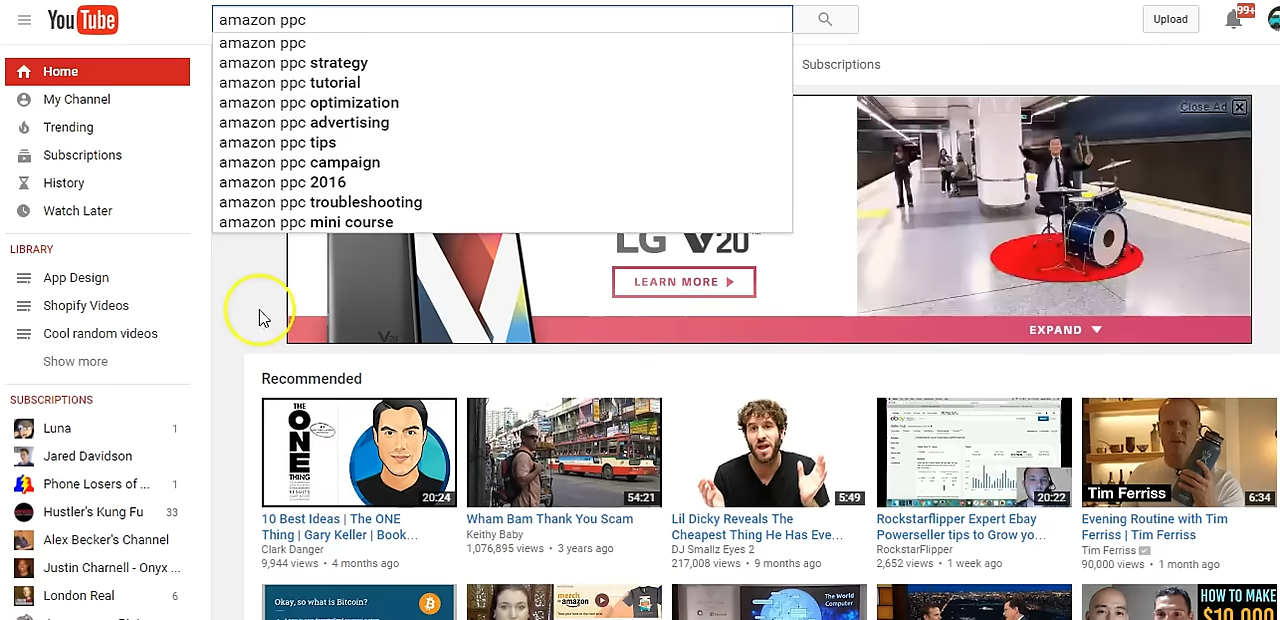 YouTube
amazon ppc
Upload
99+
amazon ppc
amazon ppc strategy
amazon ppc tutorial
amazon ppc optimization
amazon ppc advertising
amazon ppc tips
amazon ppc campaign
amazon ppc 2016
amazon ppc troubleshooting
amazon ppc mini course
Home
My Channel
Trending
Subscriptions
History
Watch Later
LIBRARY
App Design
Shopify Videos
Cool random videos
Show more
SUBSCRIPTIONS
Luna 1
Jared Davidson
Phone Losers of ... 1
Hustler's Kung Fu 33
Alex Becker's Channel
Justin Charnell - Onyx ...
London Real 6
Subscriptions
Close Ad X
LG V20™
LEARN MORE
V20
EXPAND
Recommended
THE
ONE
THING
20:24
10 Best Ideas | The ONE
Thing | Gary Keller | Book...
Clark Danger
9,944 views • 4 months ago
54:21
Wham Bam Thank You Samm
Keithy Baby
1,076,895 views • 3 years ago
5:49
Lil Dicky Reveals The
Cheapest Thing He Has Eve...
DJ Smallz Eyes 2
217,008 views • 9 months ago
ebay
20:22
Rockstarflipper Expert Ebay
Powerseller tips to Grow yo...
RockstarFlipper
2,652 views • 1 week ago
Tim Ferriss
6:34
Evening Routine with Tim
Ferriss | Tim Ferriss
Tim Ferriss
90,000 views • 1 month ago
Okay, so what is Bitcoin?
merch
by amazon
The World
Computer
HOW TO MAKE
$10,000